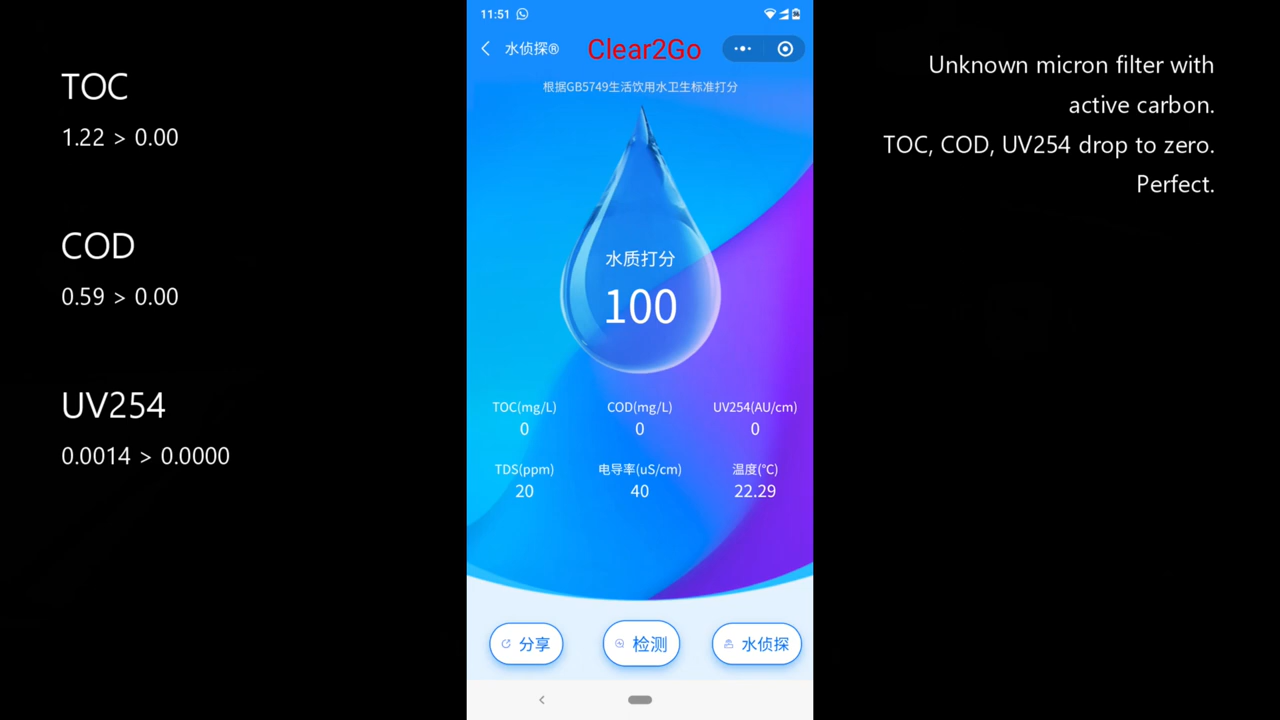 TOC
1.22 > 0.00
COD
0.59 > 0.00
UV254
0.0014 > 0.0000
11:51
水侦探®
Clear2Go
根据GB5749生活饮用水卫生标准打分
水质打分
100
TOC(mg/L) COD(mg/L) UV254(AU/cm)
0 0 0
TDS(ppm) 电导率(uS/cm) 温度(℃)
20 40 22.29
分享 检测 水侦探
Unknown micron filter with
active carbon.
TOC, COD, UV254 drop to zero.
Perfect.